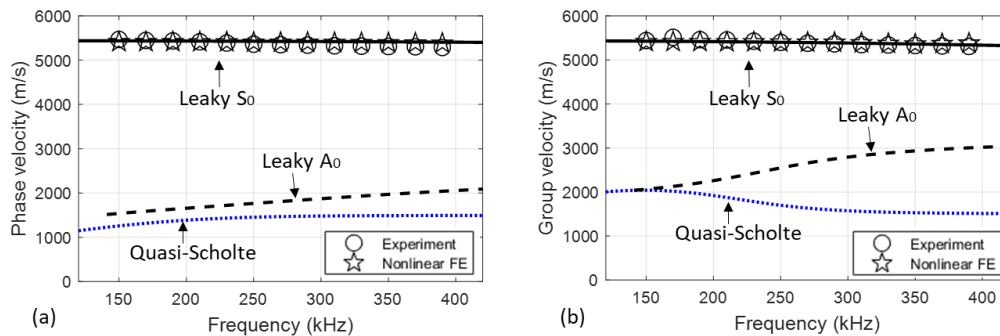 6000
5000
4000
3000
2000
1000
0
Phase velocity (m/s)
Leaky S0
Leaky A0
Quasi-Scholte
Experiment
Nonlinear FE
150 200 250 300 350 400
Frequency (kHz)
(a)
6000
5000
4000
3000
2000
1000
0
Group velocity (m/s)
Leaky S0
Leaky A0
Quasi-Scholte
Experiment
Nonlinear FE
150 200 250 300 350 400
Frequency (kHz)
(b)